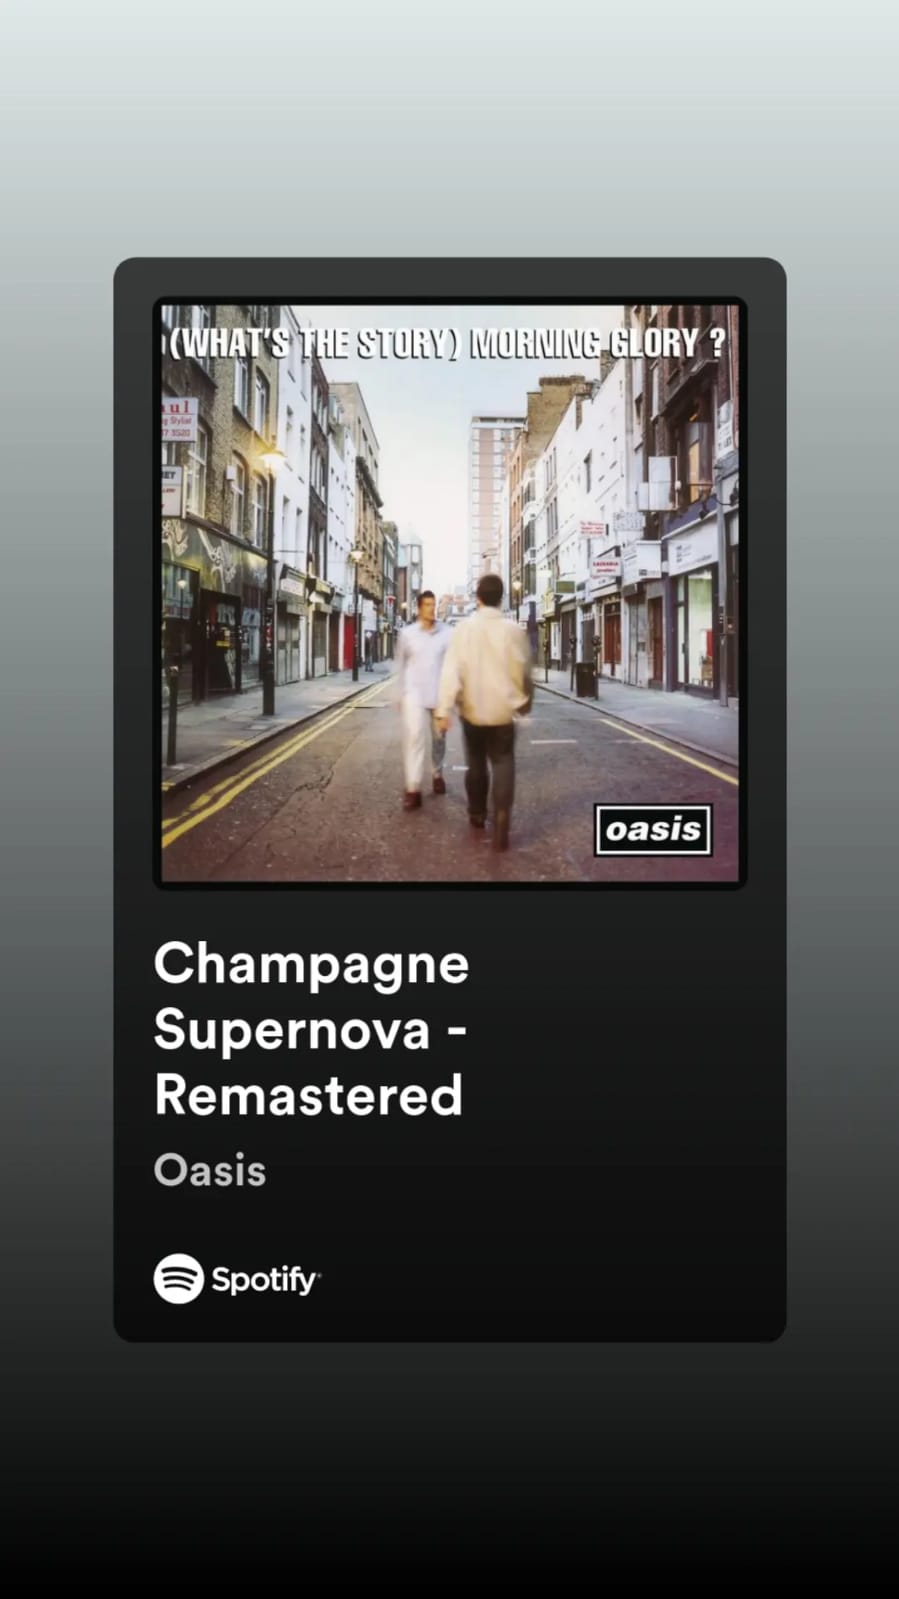 (WHAT'S THE STORY) MORNING GLORY ?
oasis
Champagne
Supernova -
Remastered
Oasis
Spotify